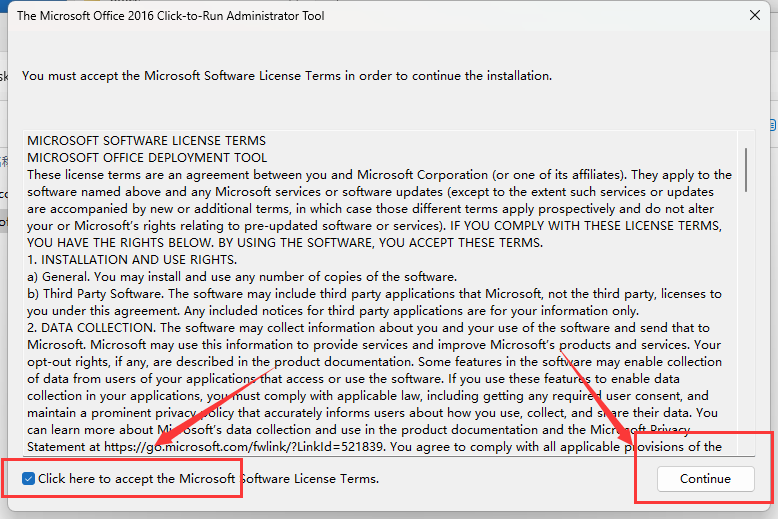 The Microsoft Office 2016 Click-to-Run Administrator Tool
You must accept the Microsoft Software License Terms in order to continue the installation.
MICROSOFT SOFTWARE LICENSE TERMS
MICROSOFT OFFICE DEPLOYMENT TOOL
These license terms are an agreement between you and Microsoft Corporation (or one of its affiliates). They apply to the
software named above and any Microsoft services or software updates (except to the extent such services or updates
are accompanied by new or additional terms, in which case those different terms apply prospectively and do not alter
your or Microsoft’s rights relating to pre-updated software or services). IF YOU COMPLY WITH THESE LICENSE TERMS,
YOU HAVE THE RIGHTS BELOW. BY USING THE SOFTWARE, YOU ACCEPT THESE TERMS.
1. INSTALLATION AND USE RIGHTS.
a) General. You may install and use any number of copies of the software.
b) Third Party Software. The software may include third party applications that Microsoft, not the third party, licenses to
you under this agreement. Any included notices for third party applications are for your information only.
2. DATA COLLECTION. The software may collect information about you and your use of the software and send that to
Microsoft. Microsoft may use this information to provide services and improve Microsoft’s products and services. Your
opt-out rights, if any, are described in the product documentation. Some features in the software may enable collection
of data from users of your applications that access or use the software. If you use these features to enable data
collection in your applications, you must comply with applicable law, including getting any required user consent, and
maintain a prominent privacy policy that accurately informs users about how you use, collect, and share their data. You
can learn more about Microsoft’s data collection and use in the product documentation and the Microsoft Privacy
Statement at https://go.microsoft.com/fwlink/?LinkId=521839. You agree to comply with all applicable provisions of the
Click here to accept the Microsoft Software License Terms.
Continue